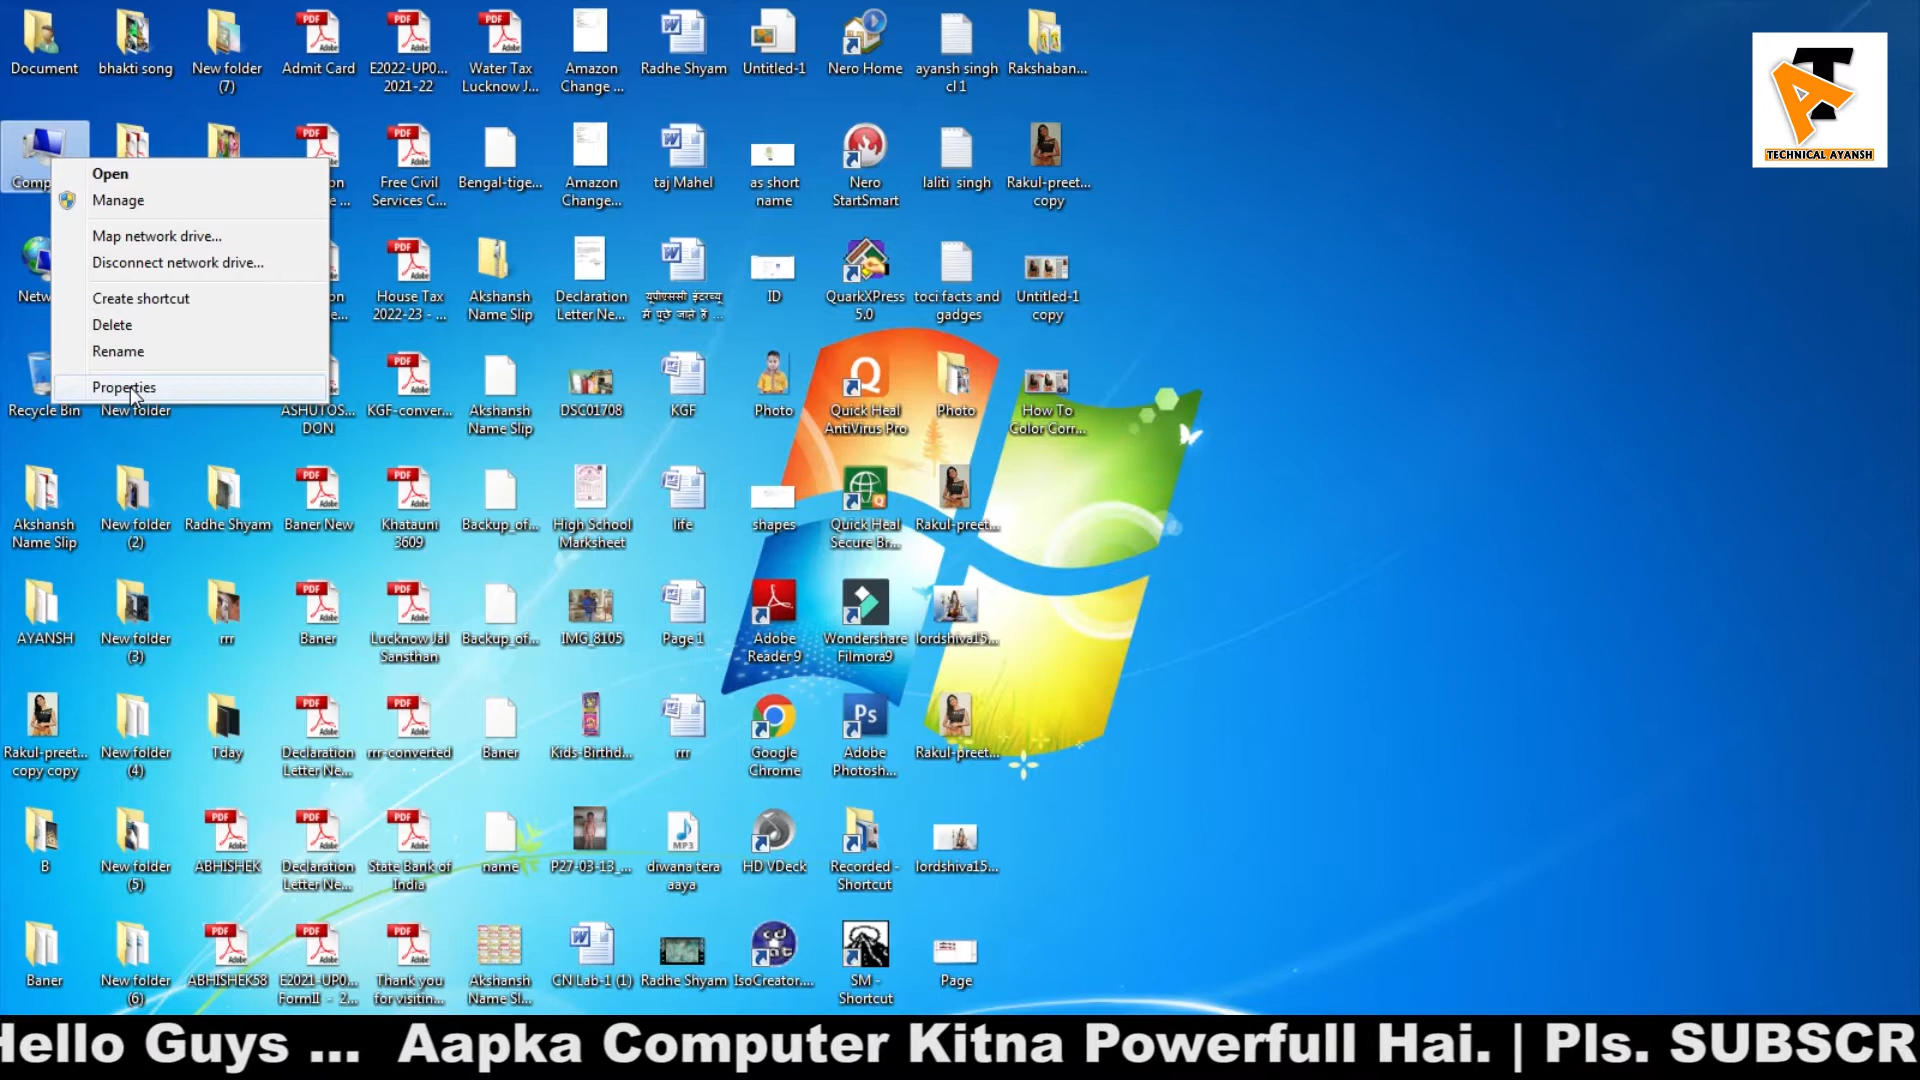 Document
bhakti song
New folder
(7)
Admit Card
E2022-UP0...
2021-22
Water Tax
Lucknow J...
Amazon
Change ...
Radhe Shyam
Untitled-1
Nero Home
ayansh singh
cl 1
Rakshaban...
TECHNICAL AYANSH
Free Civil
Services C...
Bengal-tige...
Amazon
Change...
taj Mahel
as short
name
Nero
StartSmart
laliti singh
Rakul-preet...
copy
Open
Manage
Map network drive...
Disconnect network drive...
Create shortcut
Delete
Rename
Properties
House Tax
2022-23 - ...
Akshansh
Name Slip
Declaration
Letter Ne...
यूपीएससी इंटरव्यू
में पूछे जाते हैं ...
ID
QuarkXPress
5.0
toci facts and
gadges
Untitled-1
copy
Recycle Bin
New folder
ASHUTOS...
DON
KGF-conver...
Akshansh
Name Slip
DSC01708
KGF
Photo
Quick Heal
AntiVirus Pro
Photo
How To
Color Corr...
Akshansh
Name Slip
New folder
(2)
Radhe Shyam
Baner New
Khatauni
3609
Backup_of...
High School
Marksheet
life
shapes
Quick Heal
Secure Br...
Rakul-preet...
AYANSH
New folder
(3)
rrr
Baner
Lucknow Jal
Sansthan
Backup_of...
IMG_8105
Page 1
Adobe
Reader 9
Wondershare
Filmora9
lordshiva15...
Rakul-preet...
copy copy
New folder
(4)
Tday
Declaration
Letter Ne...
rrr-converted
Baner
Kids-Birthd...
rrr
Google
Chrome
Adobe
Photosh...
Rakul-preet...
B
New folder
(5)
ABHISHEK
Declaration
Letter Ne...
State Bank of
India
name
P27-03-13_...
diwana tera
aaya
HD VDeck
Recorded -
Shortcut
lordshiva15...
Baner
New folder
(6)
ABHISHEK58
E2021-UP0...
FormII - 2...
Thank you
for visitin...
Akshansh
Name Sl...
CN Lab-1 (1)
Radhe Shyam
IsoCreator....
SM -
Shortcut
Page
Hello Guys ... Aapka Computer Kitna Powerfull Hai. | Pls. SUBSCR